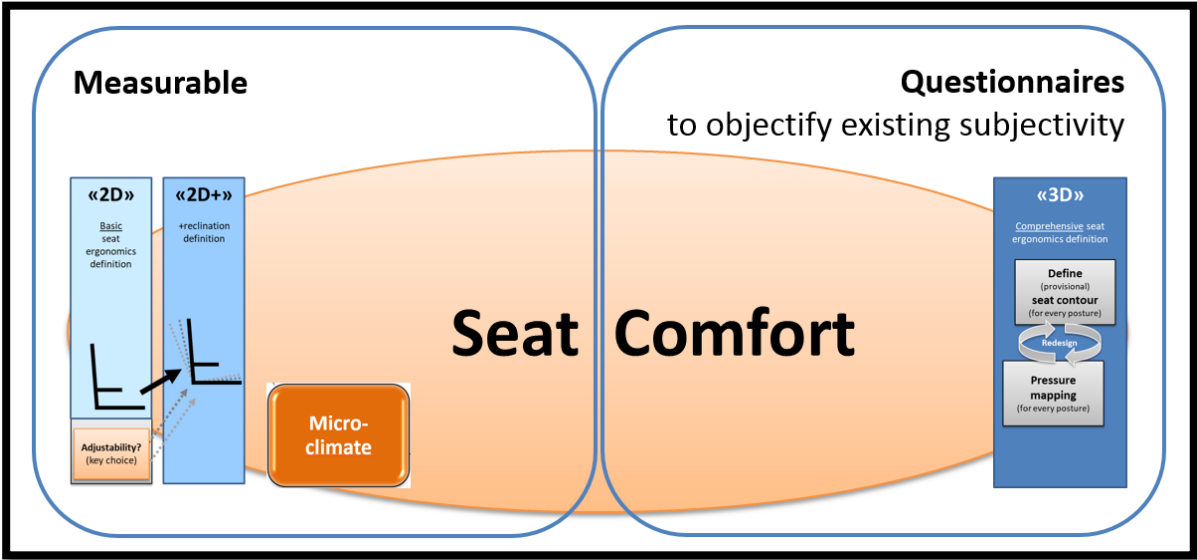 Measurable
Questionnaires
to objectify existing subjectivity
«2D»
Basic
seat
ergonomics
definition
Adjustability?
(key choice)
«2D+»
+reclination
definition
Micro-
climate
Seat Comfort
«3D»
Comprehensive seat
ergonomics definition
Define
(provisional)
seat contour
(for every posture)
Redesign
Pressure
mapping
(for every posture)